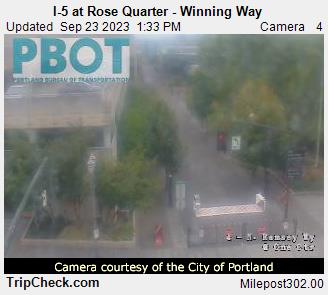 I-5 at Rose Quarter - Winning Way
Updated Sep 23 2023 1:33 PM Camera 4
PBOT
PORTLAND BUREAU OF TRANSPORTATION
Camera courtesy of the City of Portland
TripCheck.com Milepost302.00